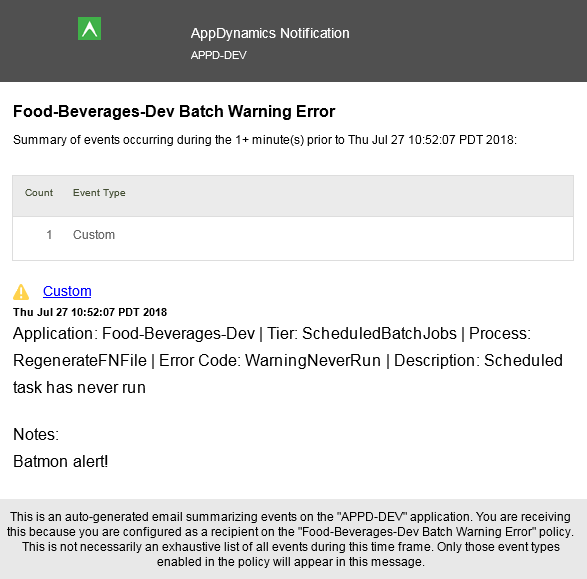 AppDynamics Notification
APPD-DEV
Food-Beverages-Dev Batch Warning Error
Summary of events occurring during the 1+ minute(s) prior to Thu Jul 27 10:52:07 PDT 2018:
Count Event Type
1 Custom
Custom
Thu Jul 27 10:52:07 PDT 2018
Application: Food-Beverages-Dev | Tier: ScheduledBatchJobs | Process:
RegenerateFNFile | Error Code: WarningNeverRun | Description: Scheduled
task has never run
Notes:
Batmon alert!
This is an auto-generated email summarizing events on the "APPD-DEV" application. You are receiving
this because you are configured as a recipient on the "Food-Beverages-Dev Batch Warning Error" policy.
This is not necessarily an exhaustive list of all events during this time frame. Only those event types
enabled in the policy will appear in this message.